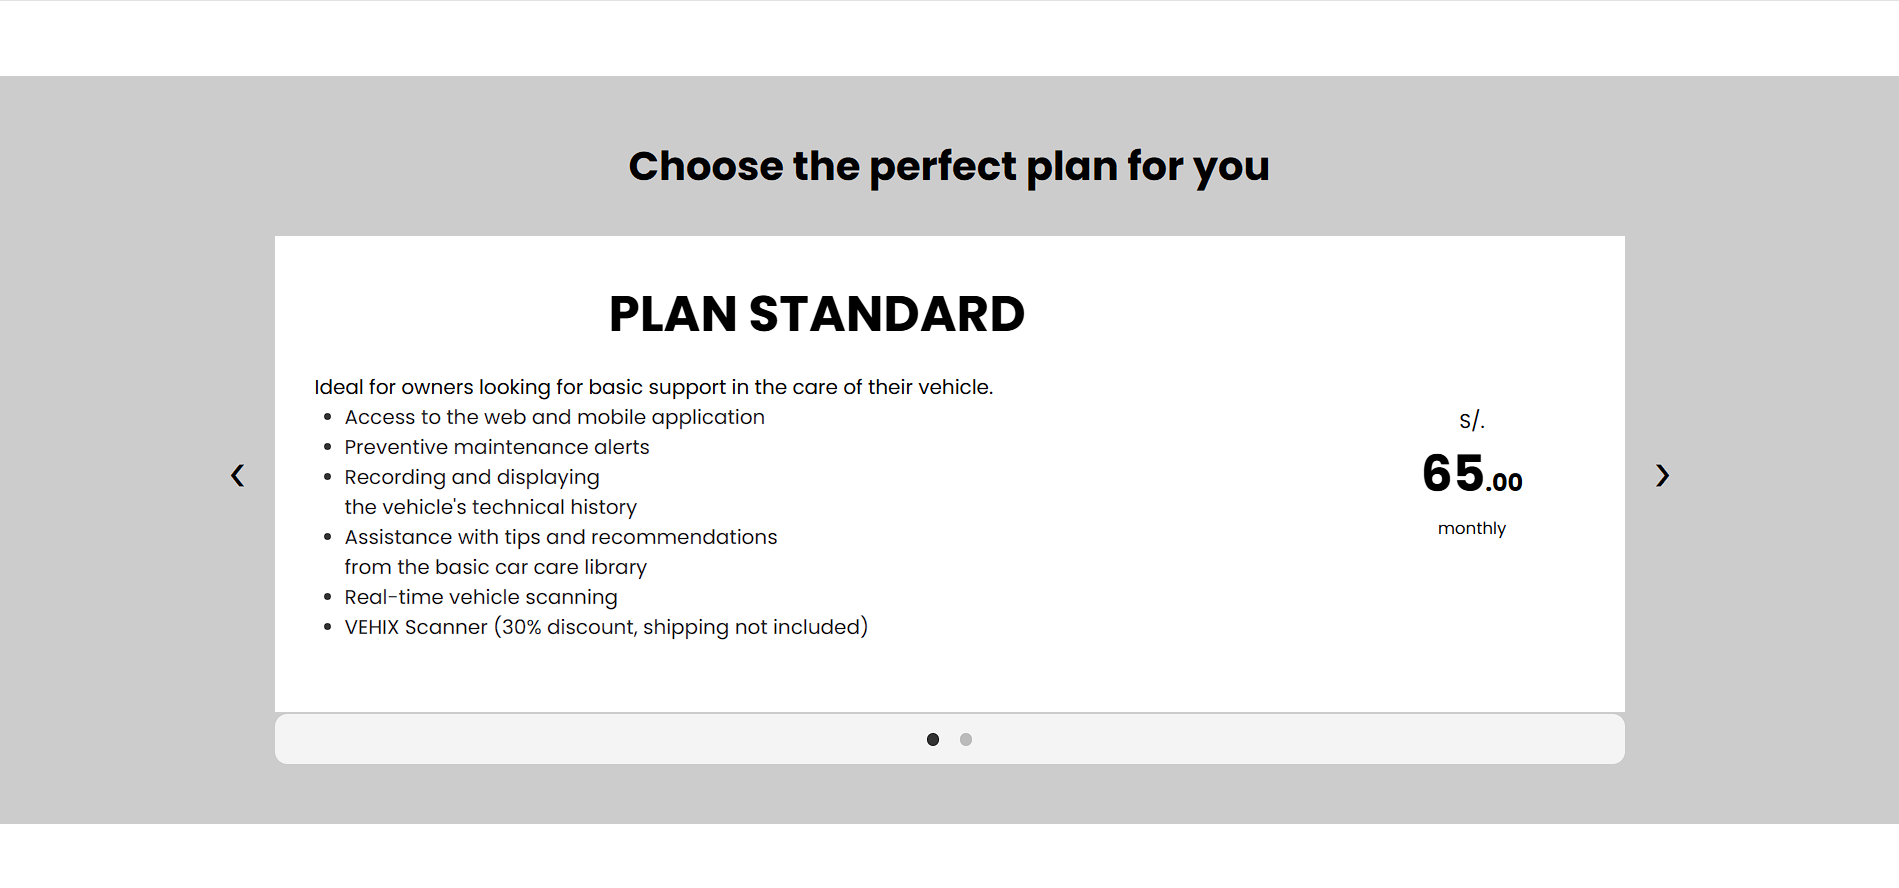 Choose the perfect plan for you
PLAN STANDARD
Ideal for owners looking for basic support in the care of their vehicle.
• Access to the web and mobile application
• Preventive maintenance alerts
• Recording and displaying
the vehicle's technical history
• Assistance with tips and recommendations
from the basic car care library
• Real-time vehicle scanning
• VEHIX Scanner (30% discount, shipping not included)
S/.
65.00
monthly